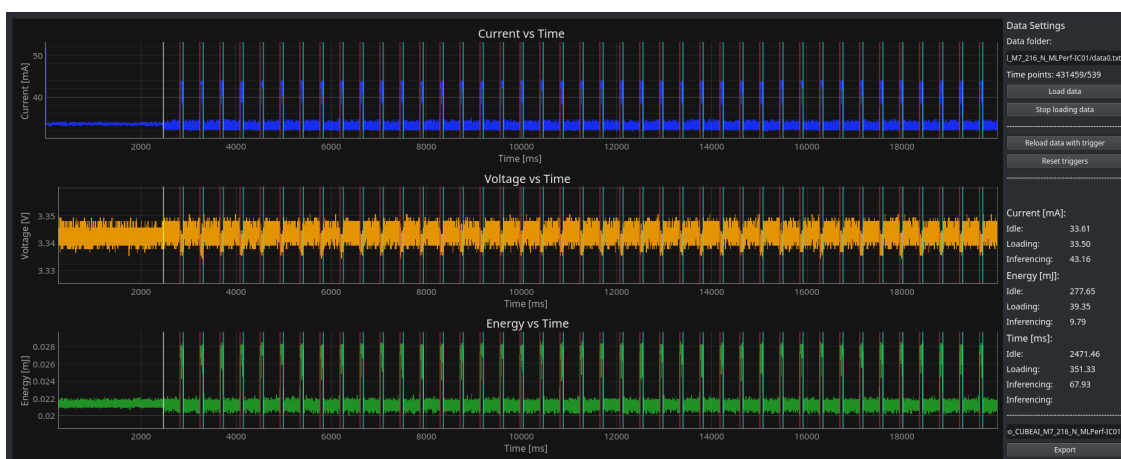 Current vs Time
50
40
Current [mA]
2000 4000 6000 8000 10000 12000 14000 16000 18000
Time [ms]
Voltage vs Time
3.35
3.34
3.33
Voltage [V]
2000 4000 6000 8000 10000 12000 14000 16000 18000
Time [ms]
Energy vs Time
0.028
0.026
0.024
0.022
0.02
Energy [mJ]
2000 4000 6000 8000 10000 12000 14000 16000 18000
Time [ms]
Data Settings
Data folder:
I_M7_216_N_MLPerf-IC01/data0.txt
Time points: 431459/539
Load data
Stop loading data
Reload data with trigger
Reset triggers
Current [mA]:
Idle: 33.61
Loading: 33.50
Inferencing: 43.16
Energy [mJ]:
Idle: 277.65
Loading: 39.35
Inferencing: 9.79
Time [ms]:
Idle: 2471.46
Loading: 351.33
Inferencing: 67.93
Inferencing:
o_CUBEAI_M7_216_N_MLPerf-IC01
Export